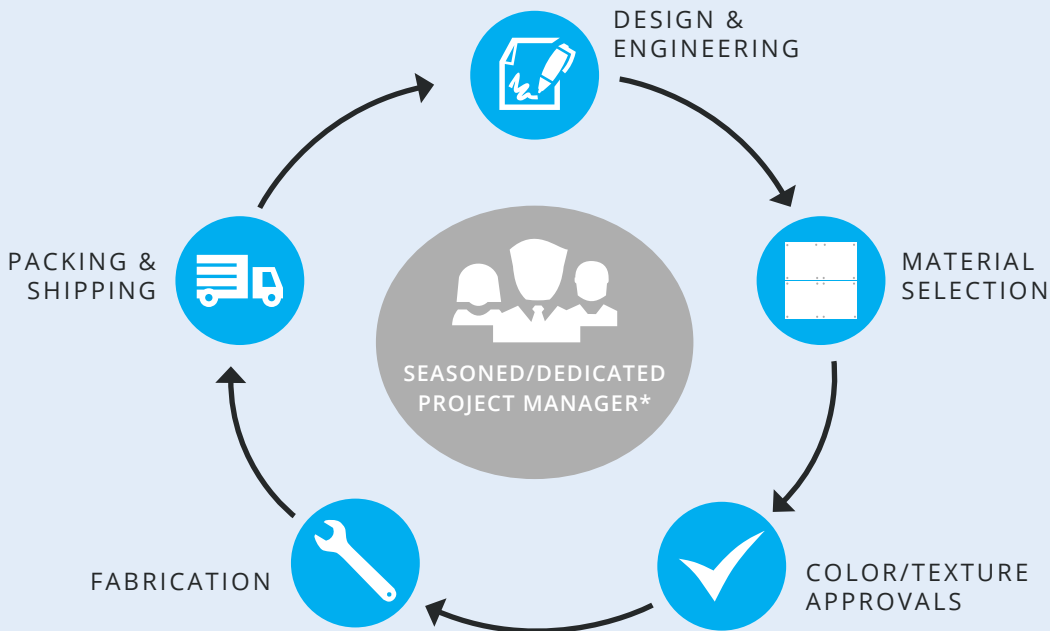 DESIGN &
ENGINEERING
MATERIAL
SELECTION
COLOR/TEXTURE
APPROVALS
FABRICATION
PACKING &
SHIPPING
SEASONED/DEDICATED
PROJECT MANAGER*